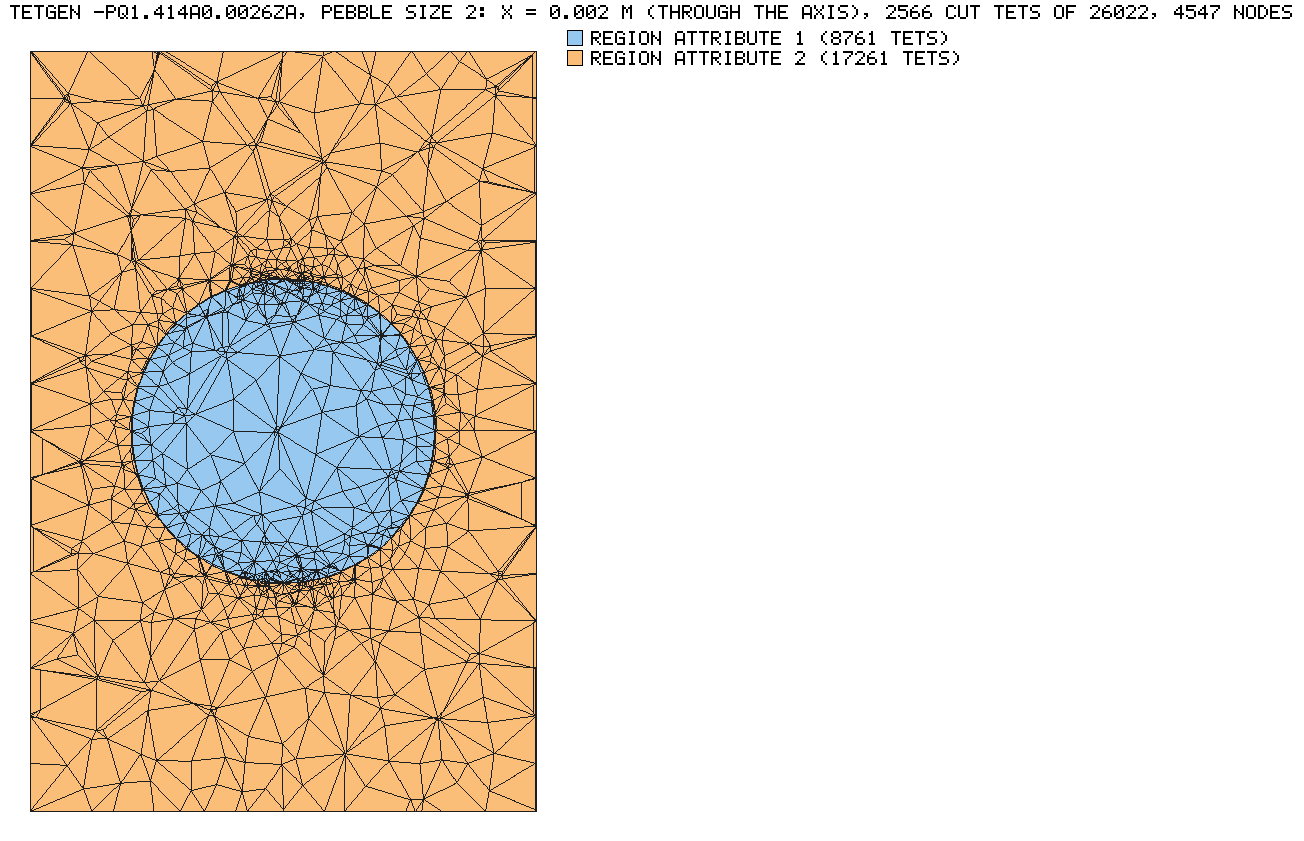 TETGEN -PQ1.414A0.0026ZA, PEBBLE SIZE 2: X = 0.002 M (THROUGH THE AXIS), 2566 CUT TETS OF 26022, 4547 NODES
REGION ATTRIBUTE 1 (8761 TETS)
REGION ATTRIBUTE 2 (17261 TETS)